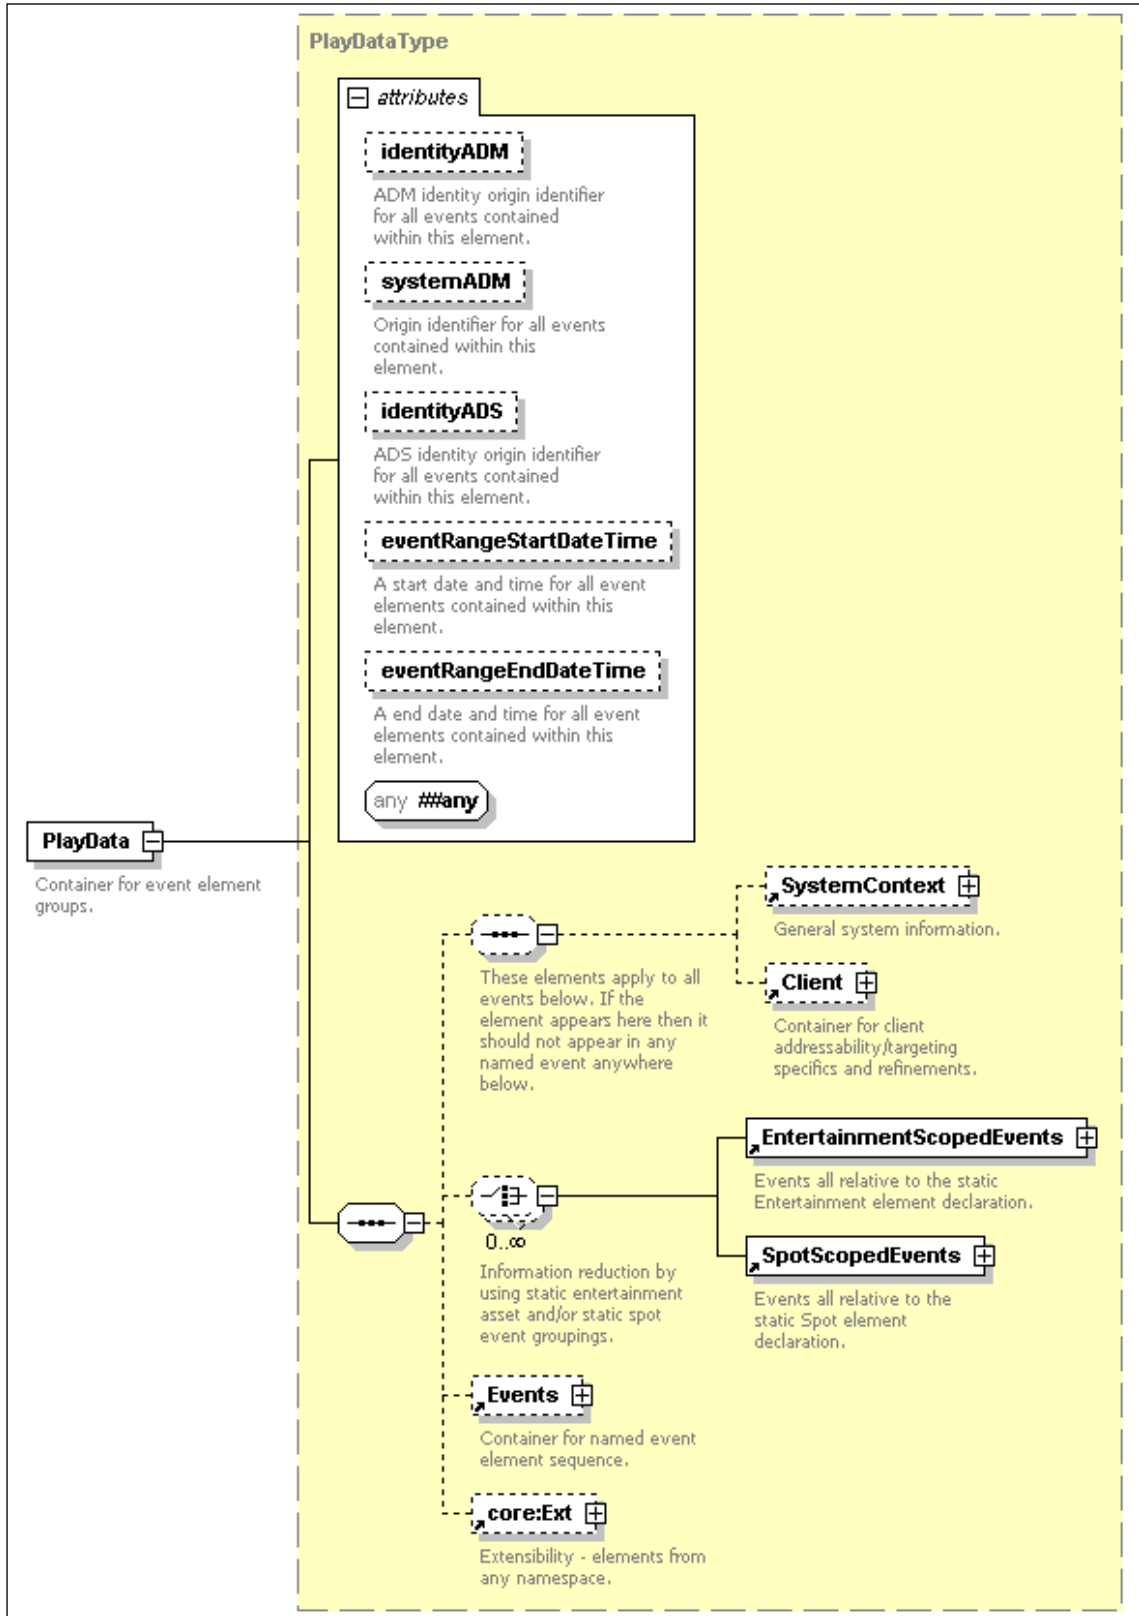 PlayDataType
attributes
identityADM
ADM identity origin identifier
for all events contained
within this element.
systemADM
Origin identifier for all events
contained within this
element.
identityADS
ADS identity origin identifier
for all events contained
within this element.
eventRangeStartDateTime
A start date and time for all event
elements contained within this
element.
eventRangeEndDateTime
A end date and time for all event
elements contained within this
element.
any ##any
PlayData
Container for event element
groups.
SystemContext
General system information.
These elements apply to all
events below. If the
element appears here then it
should not appear in any
named event anywhere
below.
Client
Container for client
addressability/targeting
specifics and refinements.
EntertainmentScopedEvents
Events all relative to the static
Entertainment element declaration.
0..∞
Information reduction by
using static entertainment
asset and/or static spot
event groupings.
SpotScopedEvents
Events all relative to the
static Spot element
declaration.
Events
Container for named event
element sequence.
core:Ext
Extensibility - elements from
any namespace.